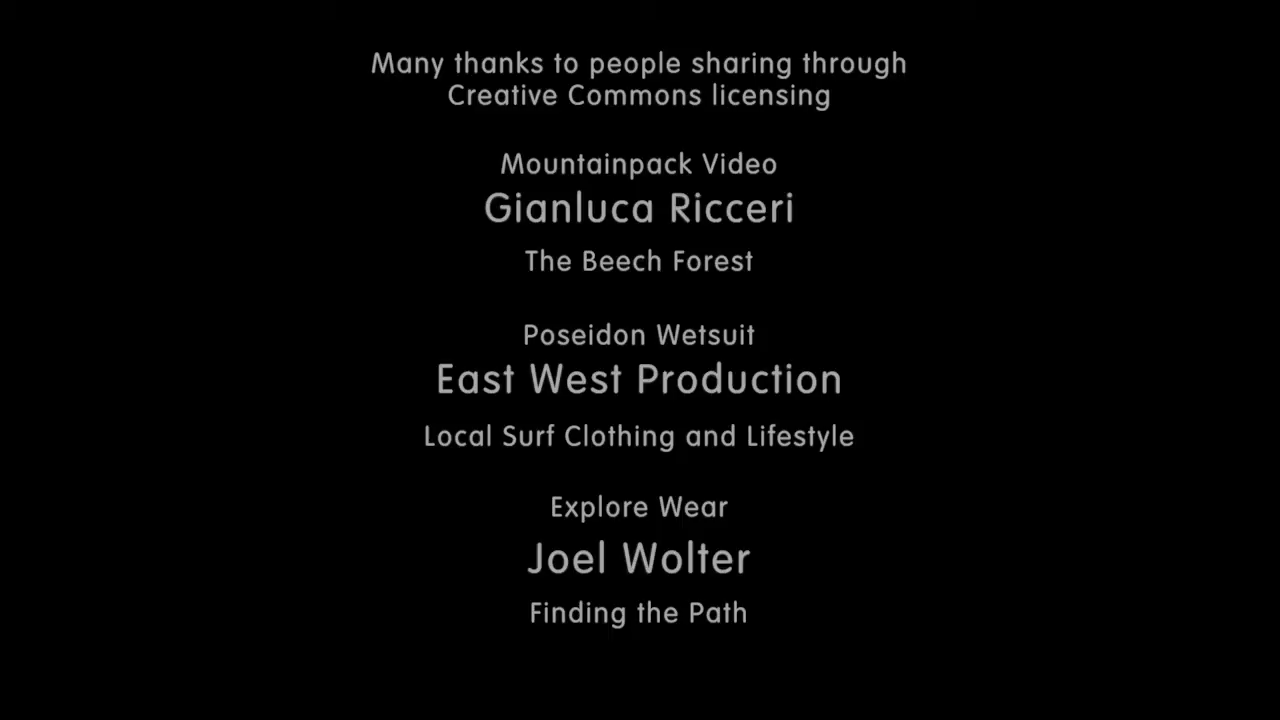 Many thanks to people sharing through
Creative Commons licensing
Mountainpack Video
Gianluca Ricceri
The Beech Forest
Poseidon Wetsuit
East West Production
Local Surf Clothing and Lifestyle
Explore Wear
Joel Wolter
Finding the Path